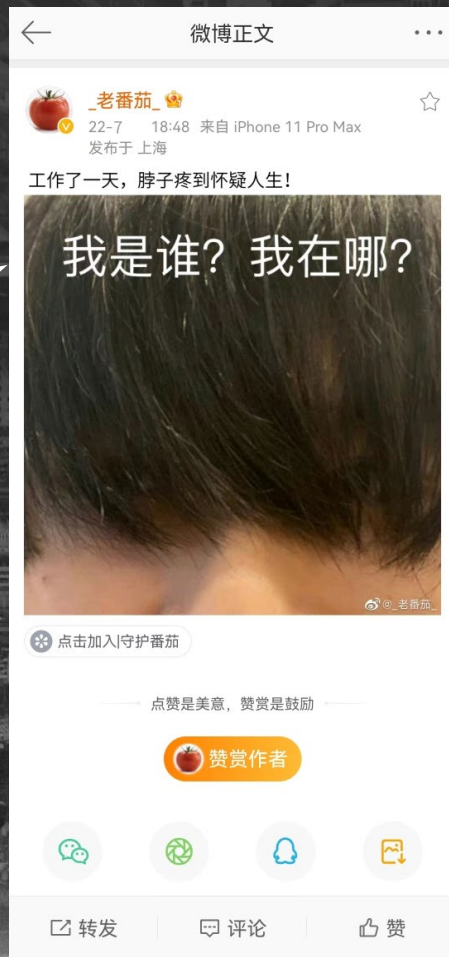 微博正文
_老番茄_
22-7 18:48 来自 iPhone 11 Pro Max
发布于 上海
工作了一天，脖子疼到怀疑人生！
我是谁？我在哪？
@_老番茄_
点击加入|守护番茄
点赞是美意，赞赏是鼓励
赞赏作者
转发
评论
赞